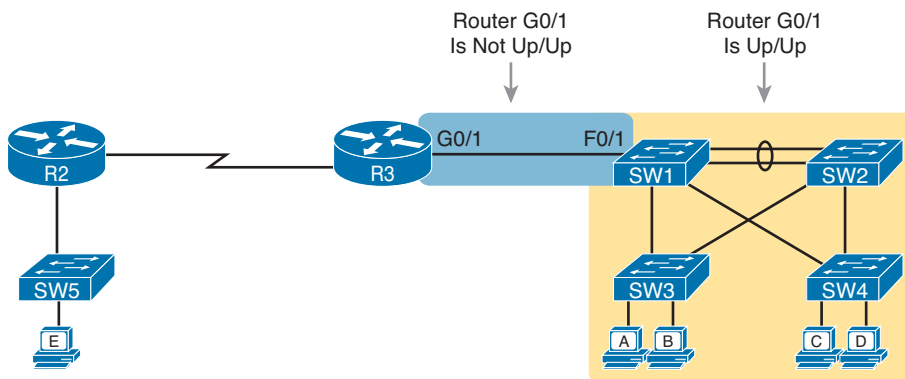 Router G0/1
Is Not Up/Up
Router G0/1
Is Up/Up
G0/1
F0/1
R2
R3
SW1
SW2
SW5
SW3
SW4
E
A
B
C
D